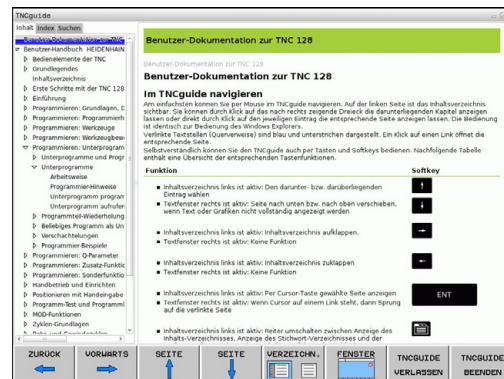 TNCguide
Inhalt Index Suchen
Benutzer-Dokumentation zur TNC
Benutzer-Handbuch HEIDENHAIN
Bedienelemente der TNC
Grundlegendes
Inhaltsverzeichnis
Erste Schritte mit der TNC 128
Einführung
Programmieren: Grundlagen, D
Programmieren: Programmierh
Programmieren: Werkzeuge
Programmieren: Werkzeugbewe
Programmieren: Unterprogram
Unterprogramme und Progr
Unterprogramme
Arbeitsweise
Programmier-Hinweise
Unterprogramm program
Unterprogramm aufrufen
Programmteil-Wiederholung
Beliebiges Programm als Un
Verschachtelungen
Programmier-Beispiele
Programmieren: Q-Parameter
Programmieren: Zusatz-Funktic
Programmieren: Sonderfunktio
Handbetrieb und Einrichten
Positionieren mit Handeingabe
Programm-Test und Programml
MOD-Funktionen
Zyklen-Grundlagen
Benutzer-Dokumentation zur TNC 128
Benutzer-Dokumentation zur TNC 128
Benutzer-Dokumentation zur TNC 128
Im TNCguide navigieren
Am einfachsten können Sie per Mouse im TNCguide navigieren. Auf der linken Seite ist das Inhaltsverzeichnis
sichtbar. Sie können durch Klick auf das nach rechts zeigende Dreieck die darunterliegenden Kapitel anzeigen
lassen oder direkt durch Klick auf den jeweiligen Eintrag die entsprechende Seite anzeigen lassen. Die Bedienung
ist identisch zur Bedienung des Windows Explorers.
Verlinkte Textstellen (Querverweise) sind blau und unterstrichen dargestellt. Ein Klick auf einen Link öffnet die
entsprechende Seite.
Selbstverständlich können Sie den TNCguide auch per Tasten und Softkeys bedienen. Nachfolgende Tabelle
enthält eine Übersicht der entsprechenden Tastenfunktionen.
Funktion Softkey
Inhaltsverzeichnis links ist aktiv: Den darunter- bzw. darüberliegenden
Eintrag wählen
Textfenster rechts ist aktiv: Seite nach unten bzw. nach oben verschieben,
wenn Text oder Grafiken nicht vollständig angezeigt werden
Inhaltsverzeichnis links ist aktiv: Inhaltsverzeichnis aufklappen.
Textfenster rechts ist aktiv: Keine Funktion
Inhaltsverzeichnis links ist aktiv: Inhaltsverzeichnis zuklappen
Textfenster rechts ist aktiv: Keine Funktion
Inhaltsverzeichnis links ist aktiv: Per Cursor-Taste gewählte Seite anzeigen
Textfenster rechts ist aktiv: Wenn Cursor auf einem Link steht, dann Sprung
auf die verlinkte Seite
ENT
Inhaltsverzeichnis links ist aktiv: Reiter umschalten zwischen Anzeige des
Inhalts-Verzeichnisses, Anzeige des Stichwort-Verzeichnisses und der
ZURÜCK
VORWÄRTS
SEITE
SEITE
VERZEICHN.
FENSTER
TNCGUIDE
VERLASSEN
TNCGUIDE
BEENDEN